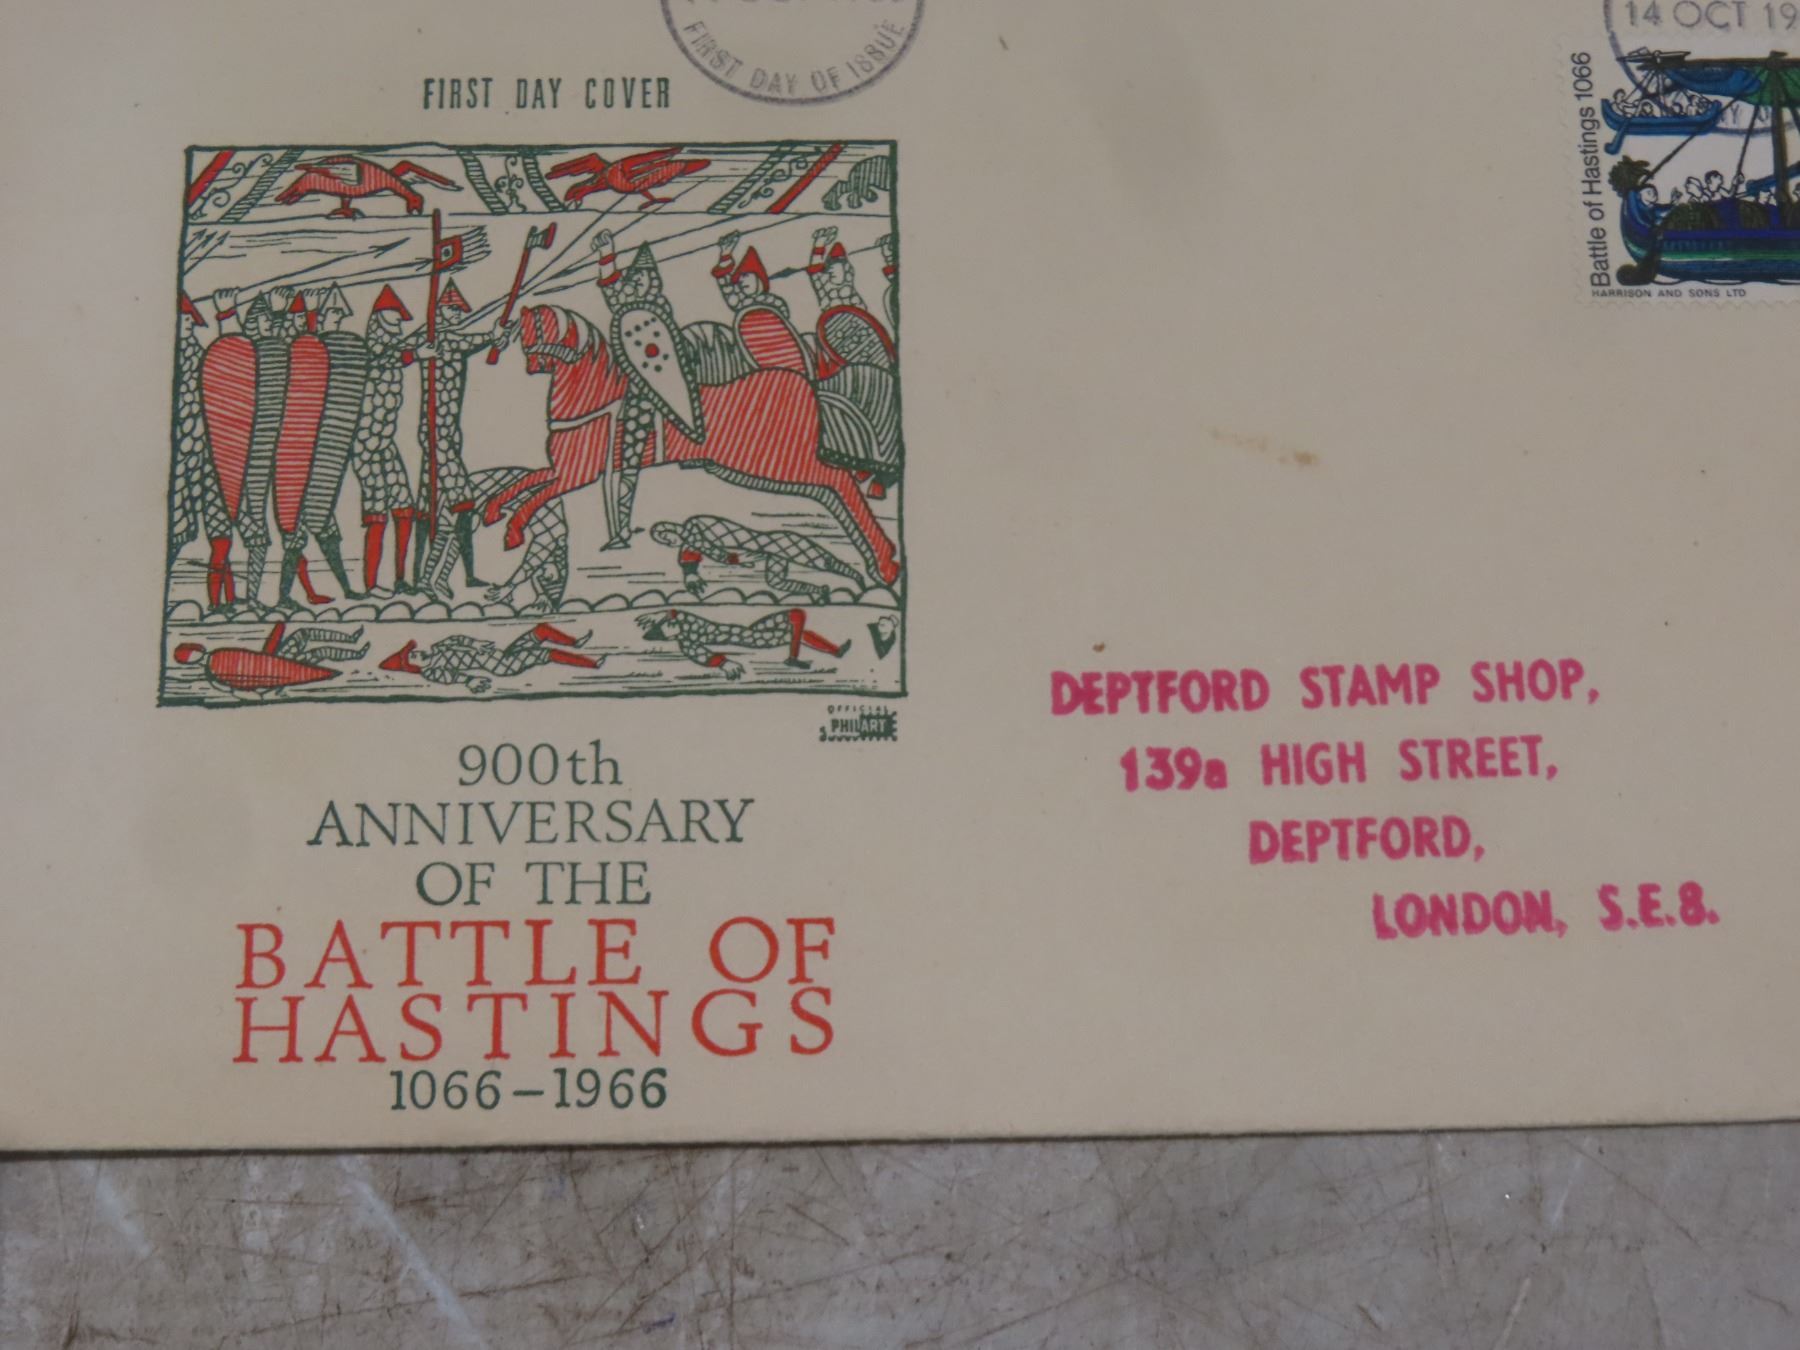 14 OCT 19
FIRST DAY OF ISSUE
FIRST DAY COVER
Battle of Hastings 1066
HARRISON AND SONS LTD
OFFICIAL
PHILART
900th
ANNIVERSARY
OF THE
BATTLE OF
HASTINGS
1066–1966
DEPTFORD STAMP SHOP,
139a HIGH STREET,
DEPTFORD,
LONDON, S.E.8.